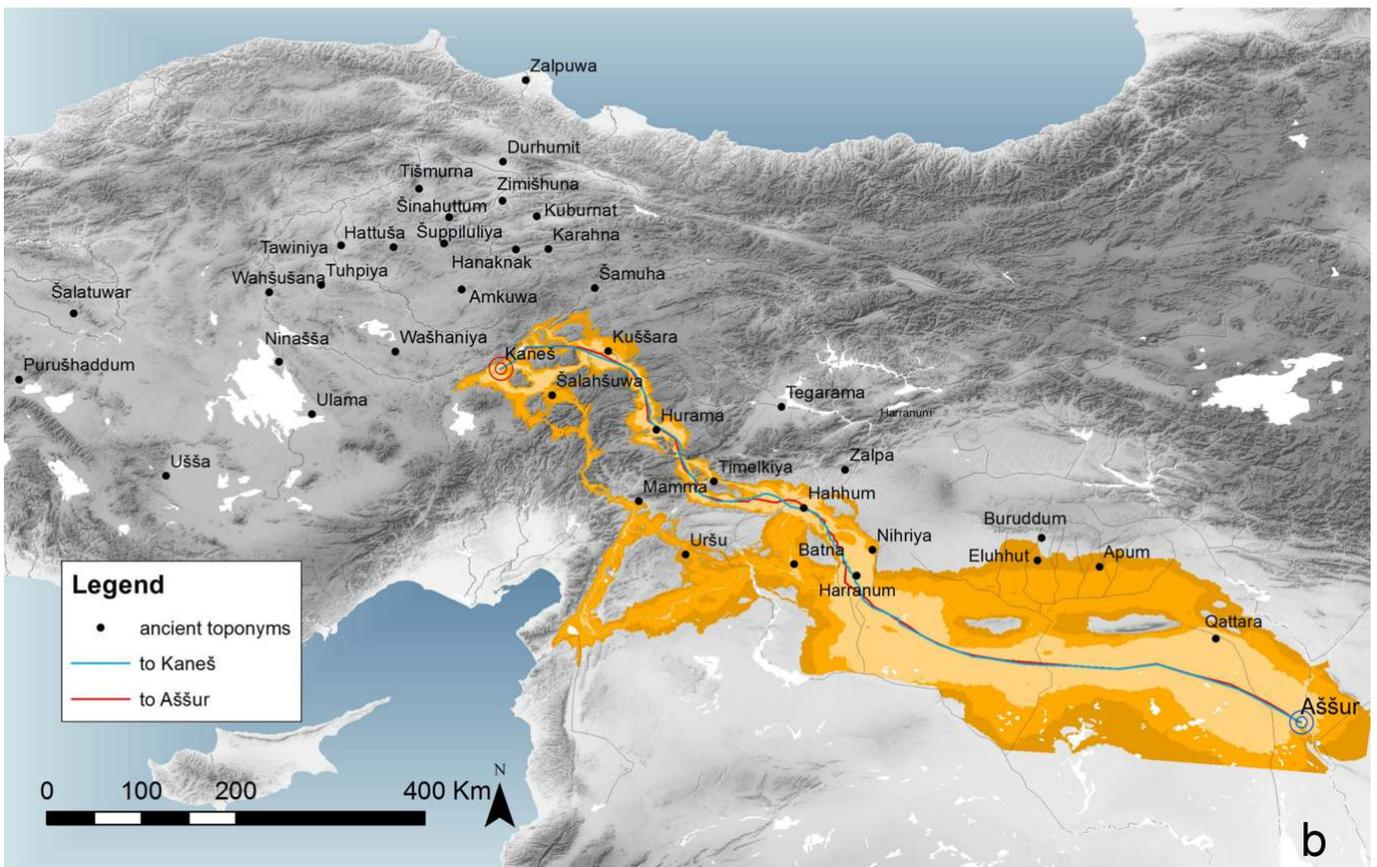 Zalpuwa
Durhumit
Tišmurna
Zimišhuna
Šinahuttum
Kuburnat
Hattuša
Šuppiluliya
Karahna
Tawiniya
Hanaknak
Wahšušana
Tuhpiya
Šamuha
Amkuwa
Šalatuwar
Ninašša
Wašhaniya
Kuššara
Kaneš
Purušhaddum
Šalahšuwa
Ulama
Tegarama
Harranum
Hurama
Ušša
Timelkiya
Zalpa
Mamma
Hahhum
Buruddum
Uršu
Batna
Nihriya
Eluhhut
Apum
Harranum
Qattara
Aššur
Legend
ancient toponyms
to Kaneš
to Aššur
0 100 200 400 Km
N
b